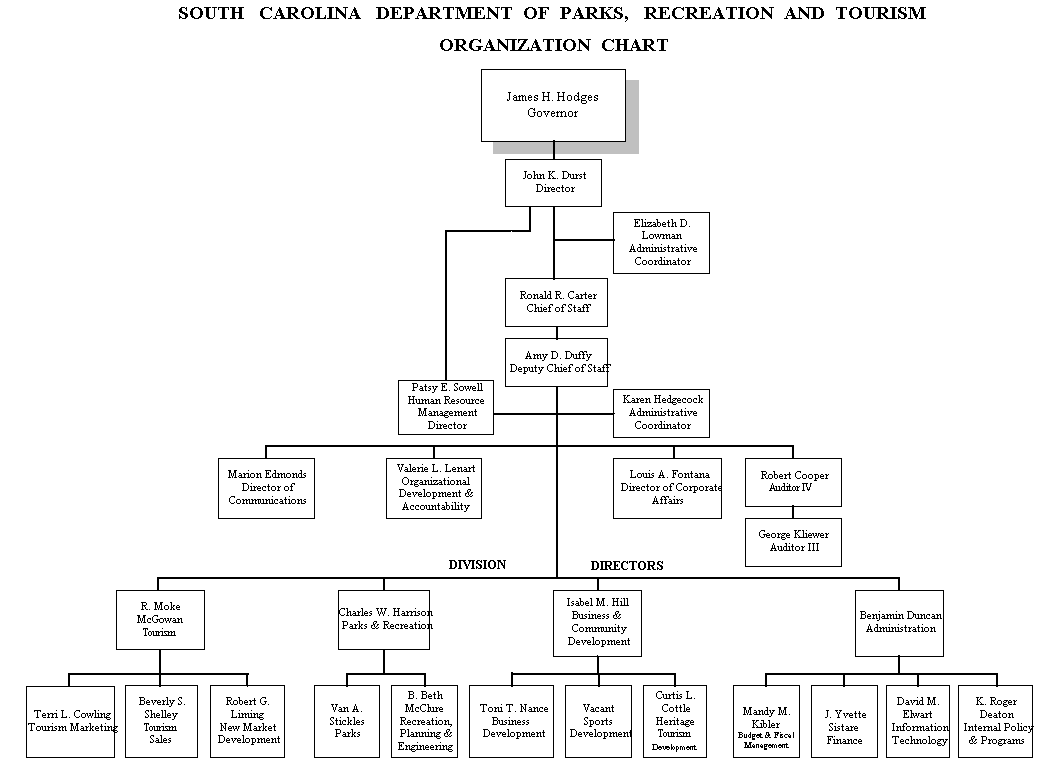 SOUTH CAROLINA DEPARTMENT OF PARKS, RECREATION AND TOURISM
ORGANIZATION CHART
James H. Hodges
Governor
John K. Durst
Director
Elizabeth D.
Lowman
Administrative
Coordinator
Ronald R. Carter
Chief of Staff
Amy D. Duffy
Deputy Chief of Staff
Patsy E. Sowell
Human Resource
Management
Director
Karen Hedgecock
Administrative
Coordinator
Marion Edmonds
Director of
Communications
Valerie L. Lenart
Organizational
Development &
Accountability
Louis A. Fontana
Director of Corporate
Affairs
Robert Cooper
Auditor IV
George Kliewer
Auditor III
DIVISION DIRECTORS
R. Moke
McGowan
Tourism
Charles W. Harrison
Parks & Recreation
Isabel M. Hill
Business &
Community
Development
Benjamin Duncan
Administration
Terri L. Cowling
Tourism Marketing
Beverly S.
Shelley
Tourism
Sales
Robert G.
Liming
New Market
Development
Van A.
Stickles
Parks
B. Beth
McClure
Recreation,
Planning &
Engineering
Toni T. Nance
Business
Development
Vacant
Sports
Development
Curtis L.
Cottle
Heritage
Tourism
Development
Mandy M.
Kibler
Budget & Fiscal
Management
J. Yvette
Sistare
Finance
David M.
Elwart
Information
Technology
K. Roger
Deaton
Internal Policy
& Programs